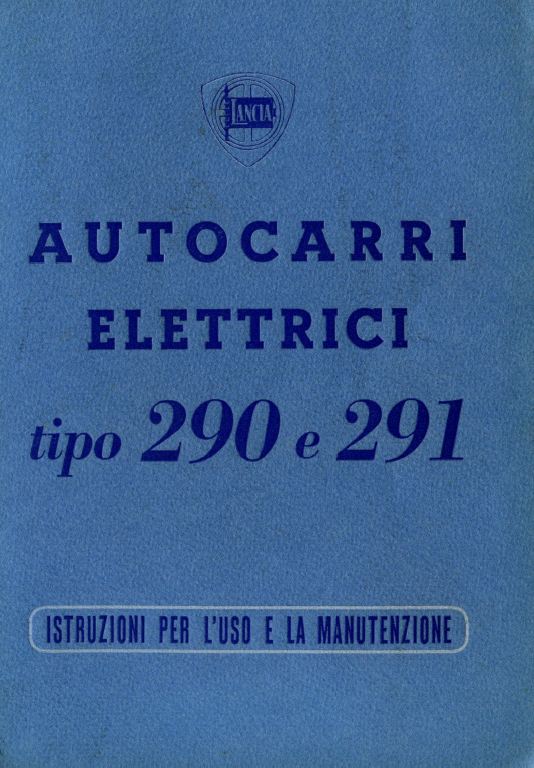 LANCIA
AUTOCARRI
ELETTRICI
tipo 290 e 291
ISTRUZIONI PER L'USO E LA MANUTENZIONE